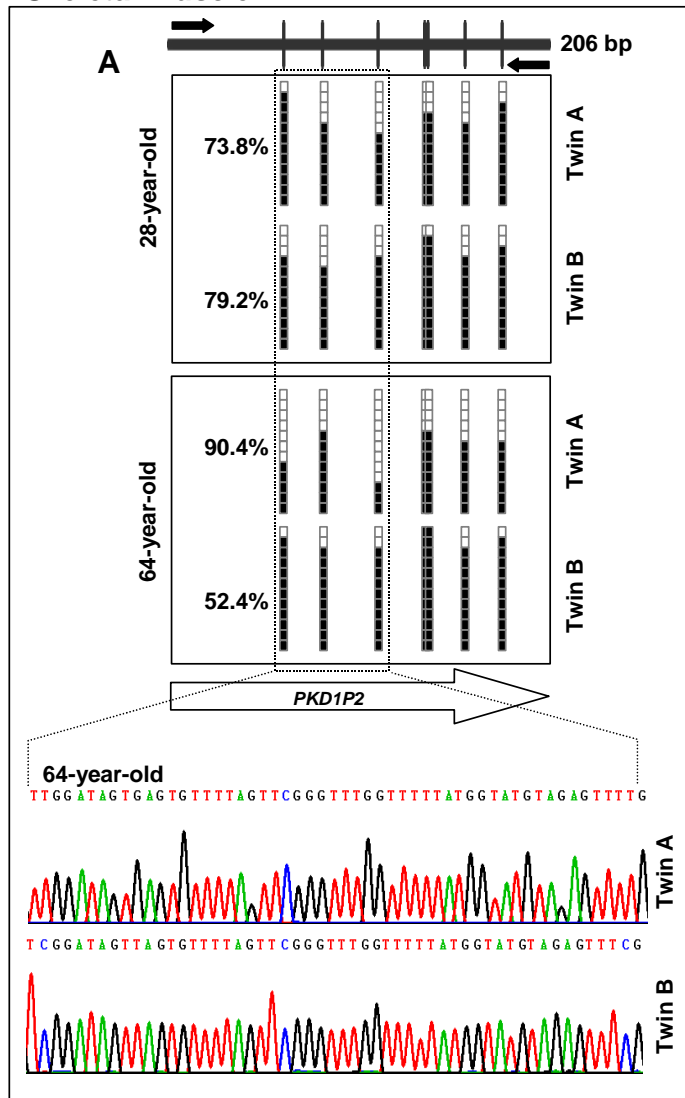 206 bp
A
28-year-old
73.8%
Twin A
79.2%
Twin B
64-year-old
90.4%
Twin A
52.4%
Twin B
PKD1P2
64-year-old
TTGGATAGTGAGTGTTTTAGTTCGGGTTTGGTTTTTATGGTATGTAGAGTTTTG
Twin A
TCGGATAGTTAGTGTTTTAGTTCGGGTTTGGTTTTTATGGTATGTAGAGTTTCG
Twin B